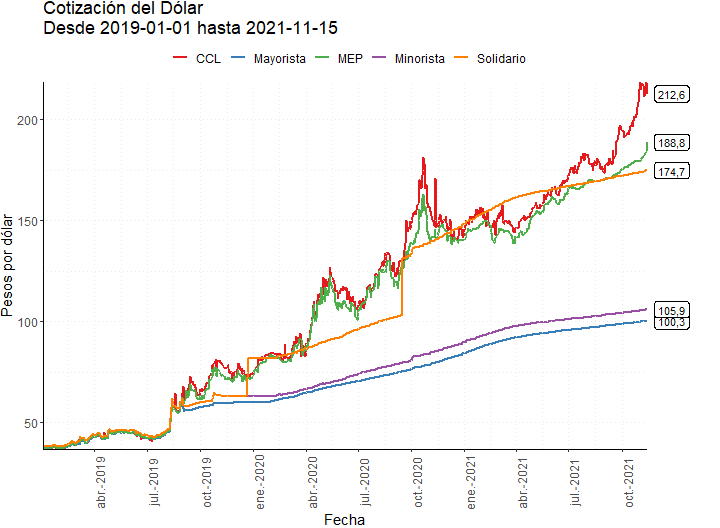 Cotización del Dólar
Desde 2019-01-01 hasta 2021-11-15
CCL Mayorista MEP Minorista Solidario
Pesos por dólar
200
150
100
50
212,6
188,8
174,7
105,9
100,3
abr.-2019
jul.-2019
oct.-2019
ene.-2020
abr.-2020
jul.-2020
oct.-2020
ene.-2021
abr.-2021
jul.-2021
oct.-2021
Fecha